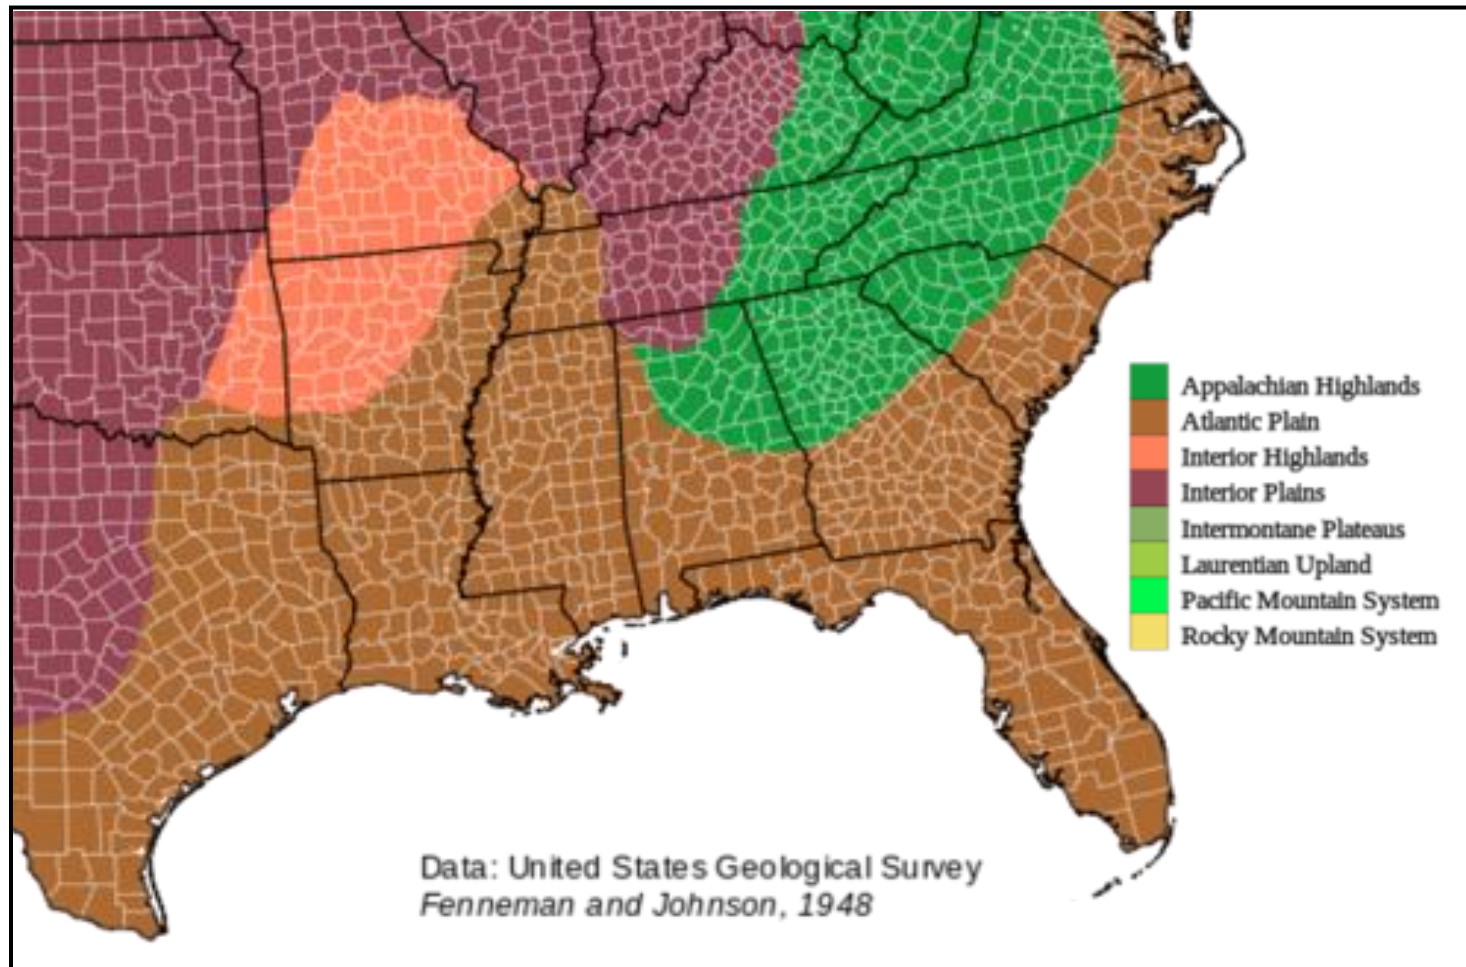 Appalachian Highlands
Atlantic Plain
Interior Highlands
Interior Plains
Intermontane Plateaus
Laurentian Upland
Pacific Mountain System
Rocky Mountain System
Data: United States Geological Survey
Fenneman and Johnson, 1948